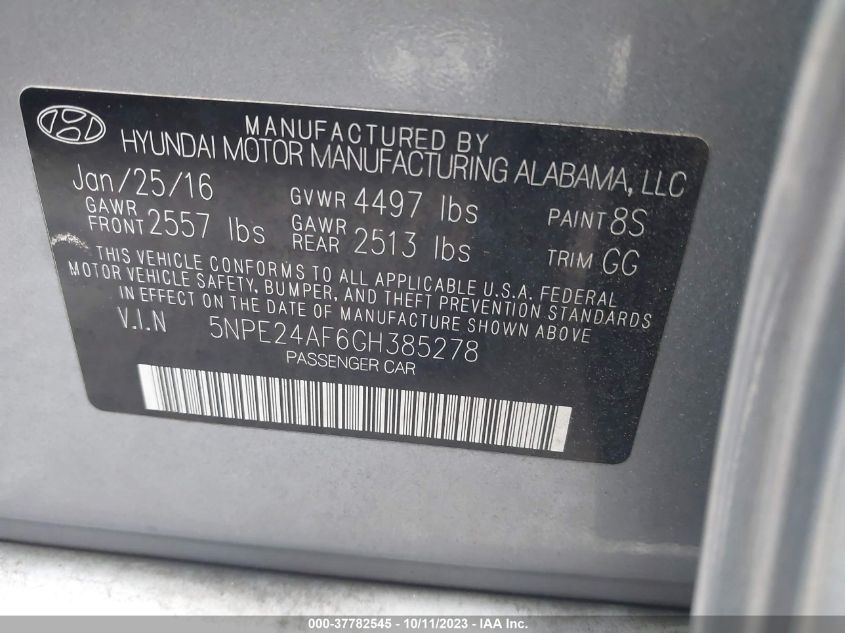 MANUFACTURED BY
HYUNDAI MOTOR MANUFACTURING ALABAMA, LLC
Jan/25/16 GVWR 4497 lbs PAINT 8S
GAWR FRONT 2557 lbs GAWR REAR 2513 lbs TRIM GG
THIS VEHICLE CONFORMS TO ALL APPLICABLE U.S.A. FEDERAL
MOTOR VEHICLE SAFETY, BUMPER, AND THEFT PREVENTION STANDARDS
IN EFFECT ON THE DATE OF MANUFACTURE SHOWN ABOVE
V.I.N 5NPE24AF6GH385278
PASSENGER CAR
000-37782545 - 10/11/2023 - IAA Inc.